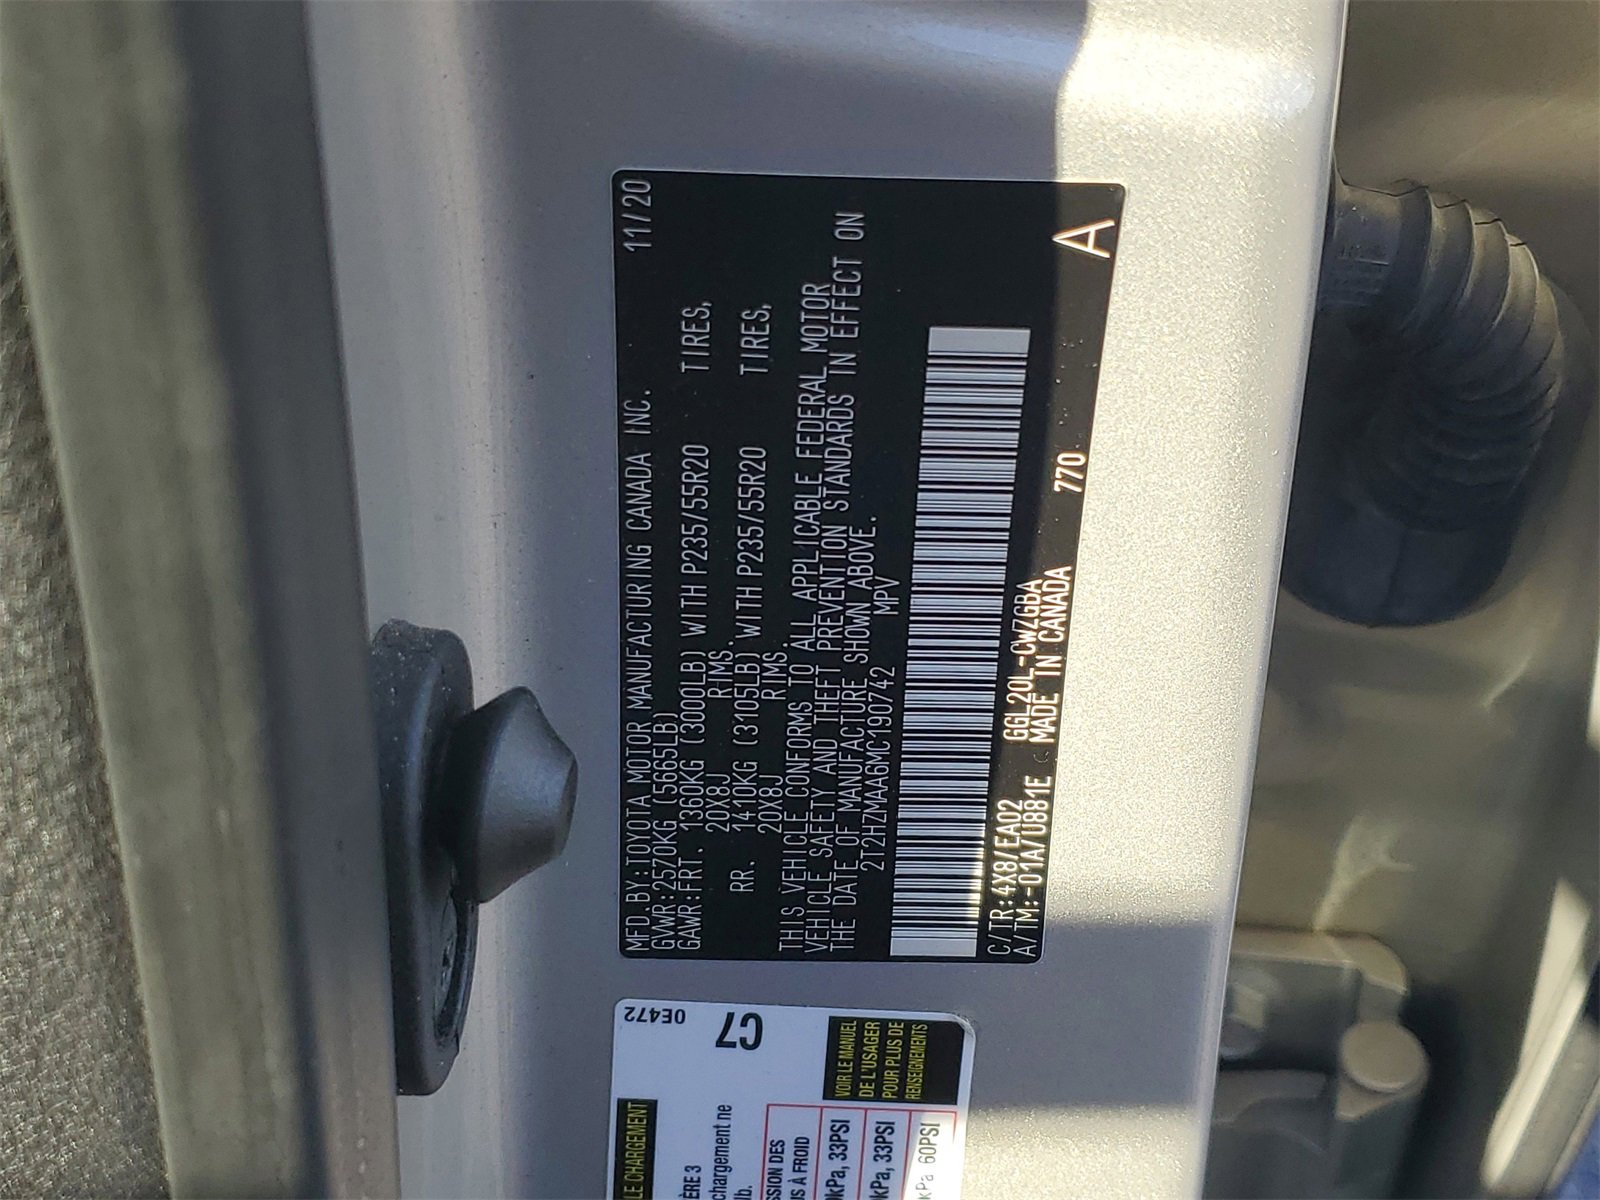 MFD.BY:TOYOTA MOTOR MANUFACTURING CANADA INC. 11/20
GVWR:2570KG (5665LB)
GAWR:FRT. 1360KG (3000LB) WITH P235/55R20 TIRES,
20X8J RIMS.
RR. 1410KG (3105LB) WITH P235/55R20 TIRES,
20X8J RIMS.
THIS VEHICLE CONFORMS TO ALL APPLICABLE FEDERAL MOTOR
VEHICLE SAFETY AND THEFT PREVENTION STANDARDS IN EFFECT ON
THE DATE OF MANUFACTURE SHOWN ABOVE.
2T2HZMAA6MC190742 MPV
C/TR:4X8/EA02 GGL20L-CWZGBA 770 A
A/TM:-01A/U881E MADE IN CANADA
0E472
C7
LE CHARGEMENT
ÈRE 3
chargement ne
lb.
SSION DES
US À FROID
kPa, 33PSI
kPa, 33PSI
kPa 60PSI
VOIR LE MANUEL
DE L'USAGER
POUR PLUS DE
RENSEIGNEMENTS